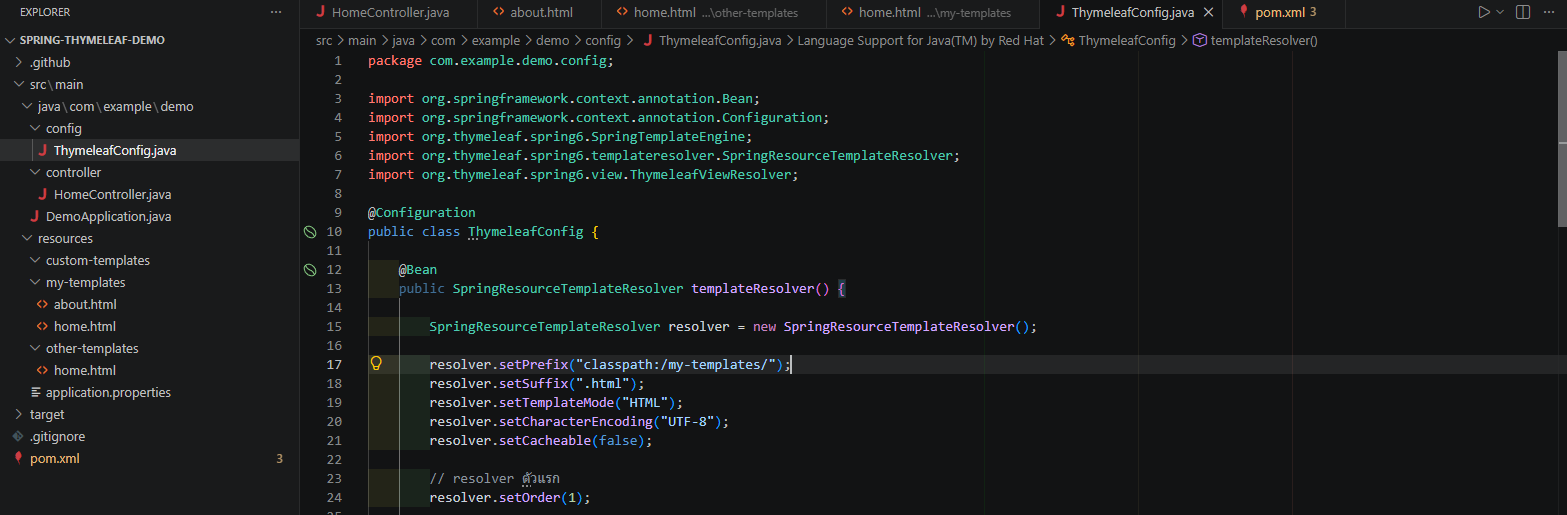 EXPLORER ···
SPRING-THYMELEAF-DEMO
.github
src\main
java\com\example\demo
config
ThymeleafConfig.java
controller
HomeController.java
DemoApplication.java
resources
custom-templates
my-templates
about.html
home.html
other-templates
home.html
application.properties
target
.gitignore
pom.xml 3
HomeController.java about.html home.html ...\other-templates home.html ...\my-templates ThymeleafConfig.java pom.xml 3
src > main > java > com > example > demo > config > ThymeleafConfig.java > Language Support for Java(TM) by Red Hat > ThymeleafConfig > templateResolver()
1 package com.example.demo.config;
2
3 import org.springframework.context.annotation.Bean;
4 import org.springframework.context.annotation.Configuration;
5 import org.thymeleaf.spring6.SpringTemplateEngine;
6 import org.thymeleaf.spring6.templateresolver.SpringResourceTemplateResolver;
7 import org.thymeleaf.spring6.view.ThymeleafViewResolver;
8
9 @Configuration
10 public class ThymeleafConfig {
11
12 @Bean
13 public SpringResourceTemplateResolver templateResolver() {
14
15 SpringResourceTemplateResolver resolver = new SpringResourceTemplateResolver();
16
17 resolver.setPrefix("classpath:/my-templates/");
18 resolver.setSuffix(".html");
19 resolver.setTemplateMode("HTML");
20 resolver.setCharacterEncoding("UTF-8");
21 resolver.setCacheable(false);
22
23 // resolver ตัวแรก
24 resolver.setOrder(1);